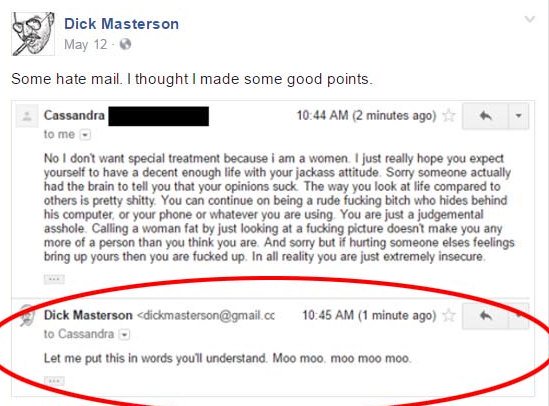 Dick Masterson
May 12 ·
Some hate mail. I thought I made some good points.
Cassandra
10:44 AM (2 minutes ago)
to me
No I don't want special treatment because i am a women. I just really hope you expect
yourself to have a decent enough life with your jackass attitude. Sorry someone actually
had the brain to tell you that your opinions suck. The way you look at life compared to
others is pretty shitty. You can continue on being a rude fucking bitch who hides behind
his computer, or your phone or whatever you are using. You are just a judgemental
asshole. Calling a woman fat by just looking at a fucking picture doesn't make you any
more of a person than you think you are. And sorry but if hurting someone elses feelings
bring up yours then you are fucked up. In all reality you are just extremely insecure.
Dick Masterson <dickmasterson@gmail.cc
10:45 AM (1 minute ago)
to Cassandra
Let me put this in words you'll understand. Moo moo. moo moo moo.